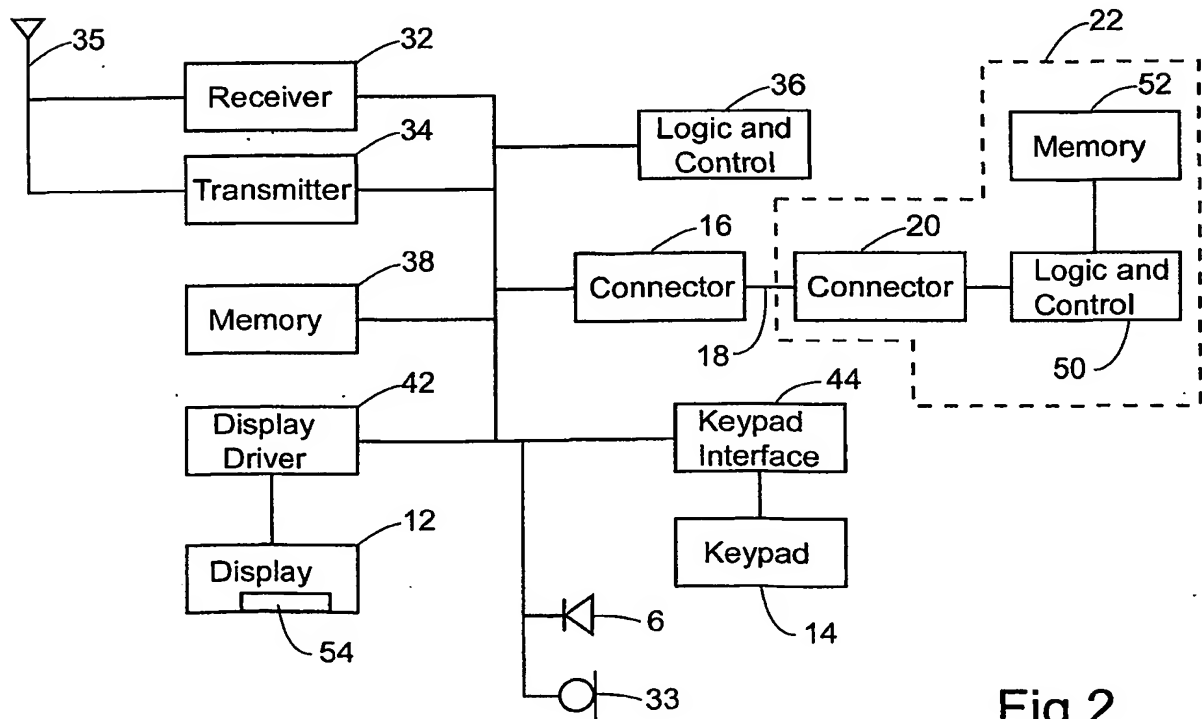 35
32
Receiver
34
Transmitter
36
Logic and
Control
22
52
Memory
16
Connector
18
20
Connector
Logic and
Control
50
38
Memory
42
Display
Driver
44
Keypad
Interface
12
Display
54
Keypad
14
6
33
Fig 2